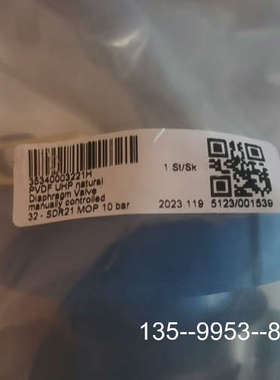 35340003221H
PVDF UHP natural
Diaphragm Valve
manually controlled
32 - SDR21 MOP 10 bar
1 St/Sk
2023 119
5123/001539
135--9953--8